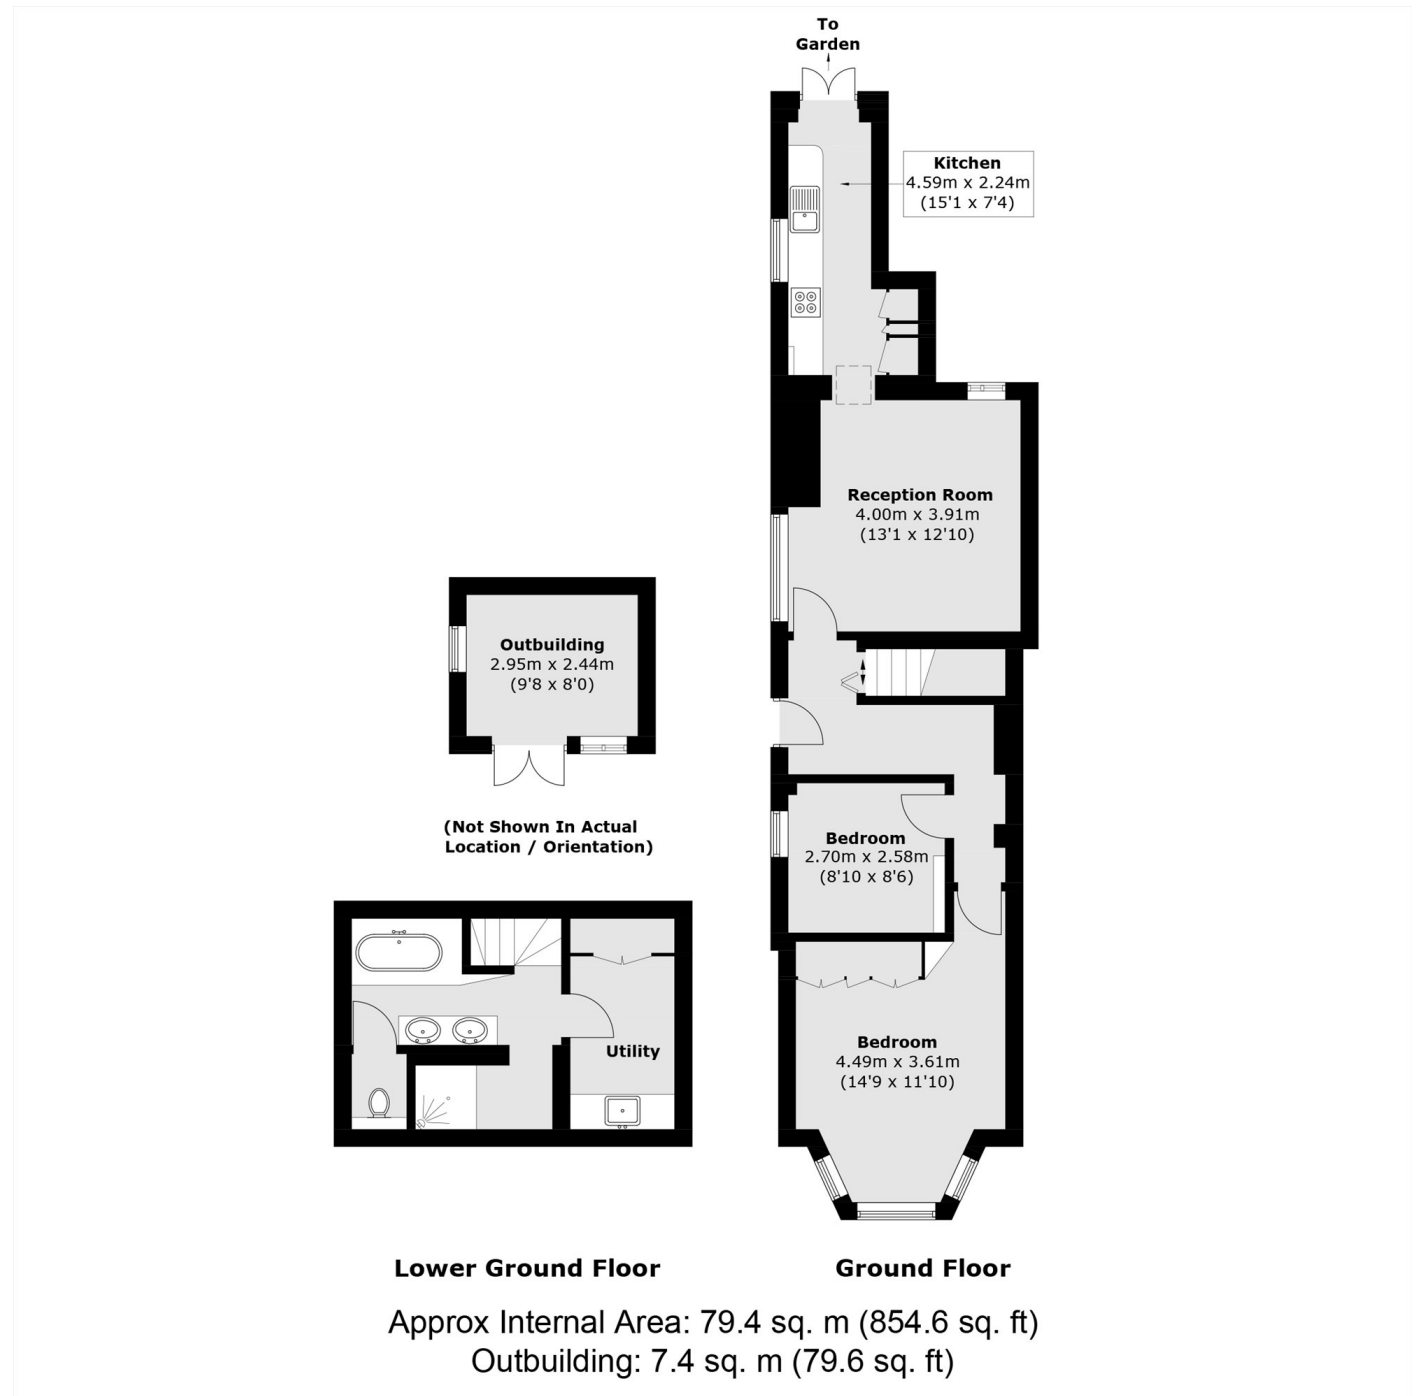 To
Garden
Kitchen
4.59m x 2.24m
(15'1 x 7'4)
Reception Room
4.00m x 3.91m
(13'1 x 12'10)
Outbuilding
2.95m x 2.44m
(9'8 x 8'0)
(Not Shown In Actual
Location / Orientation)
Bedroom
2.70m x 2.58m
(8'10 x 8'6)
Utility
Bedroom
4.49m x 3.61m
(14'9 x 11'10)
Lower Ground Floor
Ground Floor
Approx Internal Area: 79.4 sq. m (854.6 sq. ft)
Outbuilding: 7.4 sq. m (79.6 sq. ft)